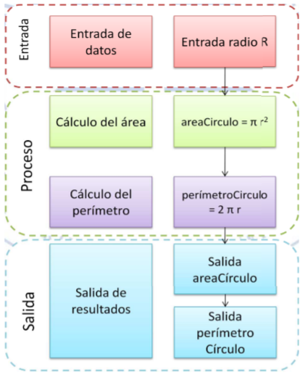 Entrada
Entrada de
datos
Entrada radio R
Proceso
Cálculo del área
areaCirculo = π r²
Cálculo del
perímetro
perímetroCirculo
= 2 π r
Salida
Salida de
resultados
Salida
areaCírculo
Salida
perímetro
Círculo